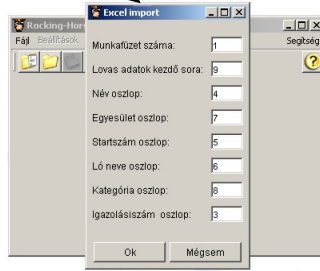 Excel import
Rocking-Hors
Fájl Beállítások
Segítség
Munkafüzet száma: 1
Lovas adatok kezdő sora: 9
Név oszlop: 4
Egyesület oszlop: 7
Startszám oszlop: 5
Ló neve oszlop: 6
Kategória oszlop: 8
Igazolásiszám oszlop: 3
Ok Mégsem